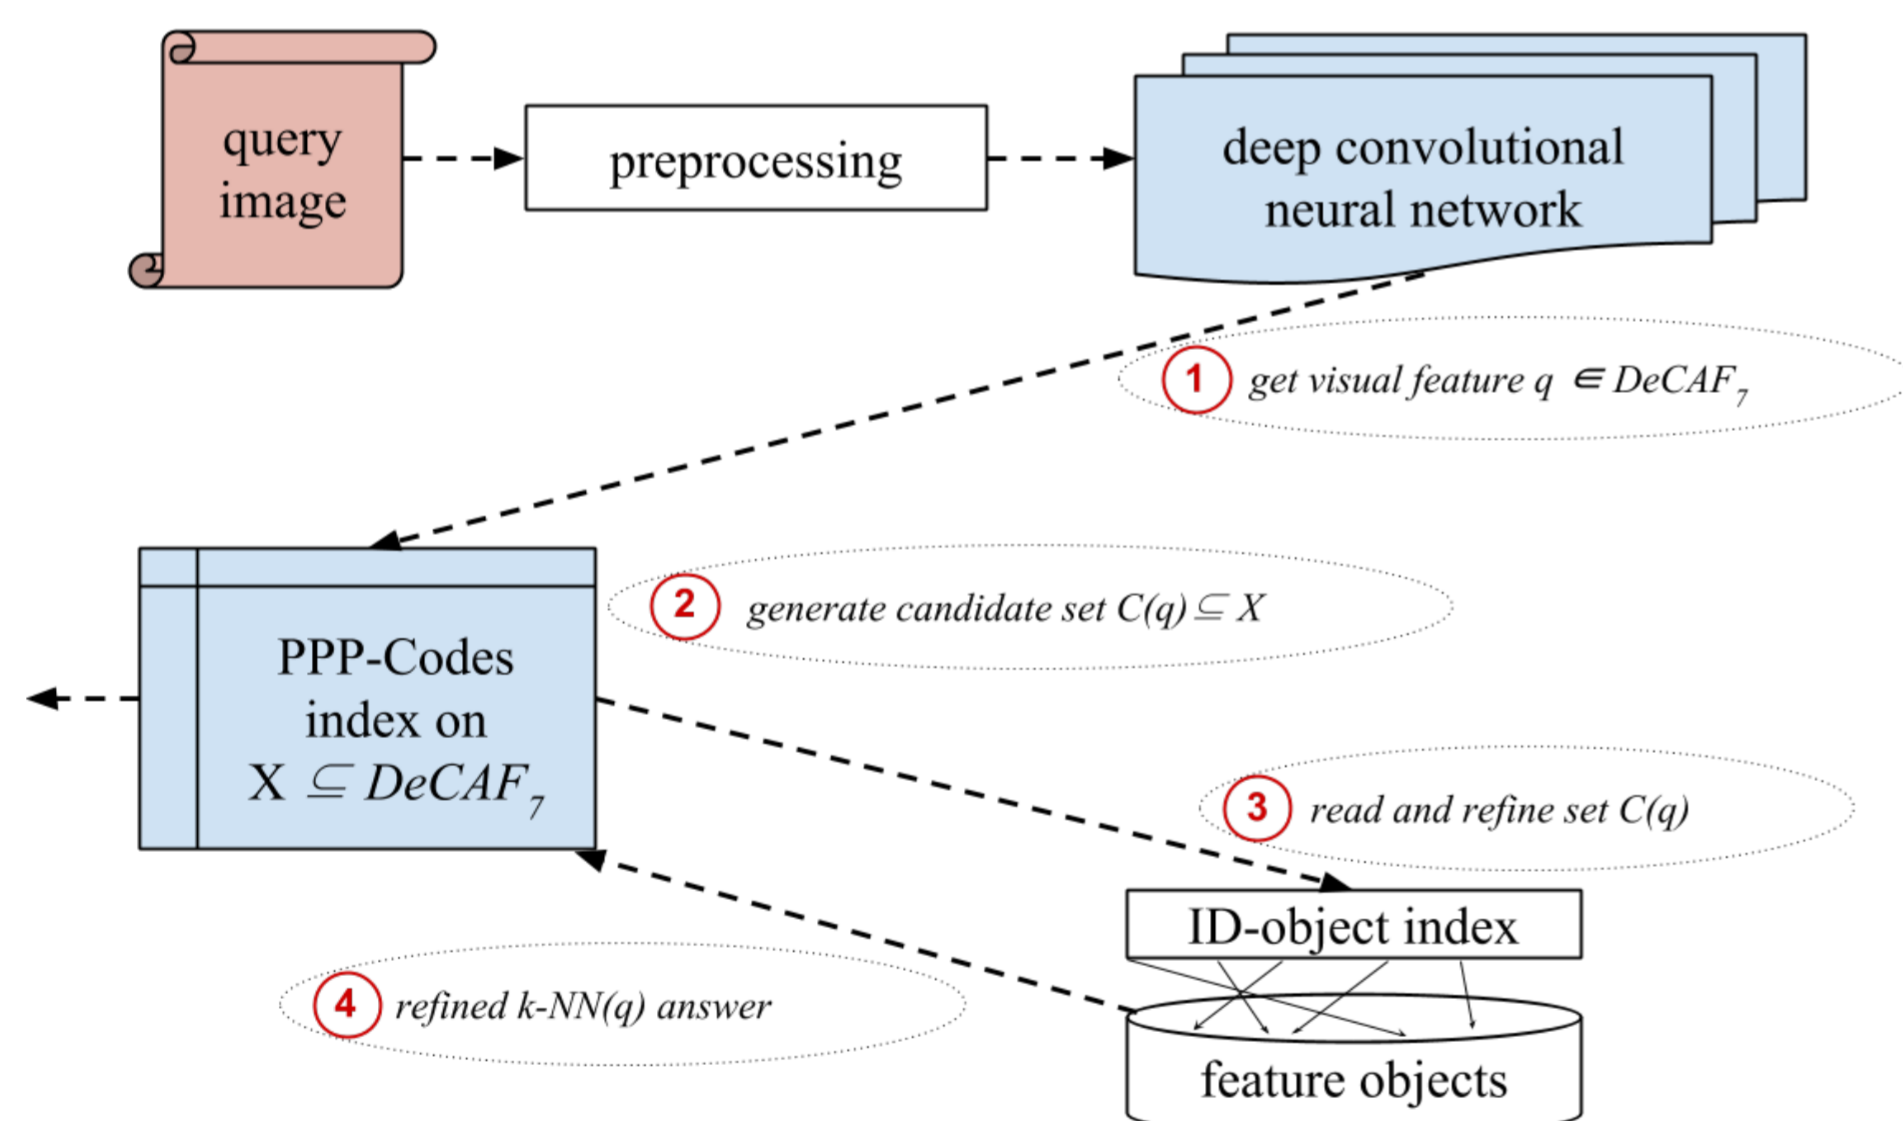 query
image
preprocessing
deep convolutional
neural network
1 get visual feature q ∈ DeCAF₇
2 generate candidate set C(q) ⊆ X
PPP-Codes
index on
X ⊆ DeCAF₇
3 read and refine set C(q)
ID-object index
4 refined k-NN(q) answer
feature objects